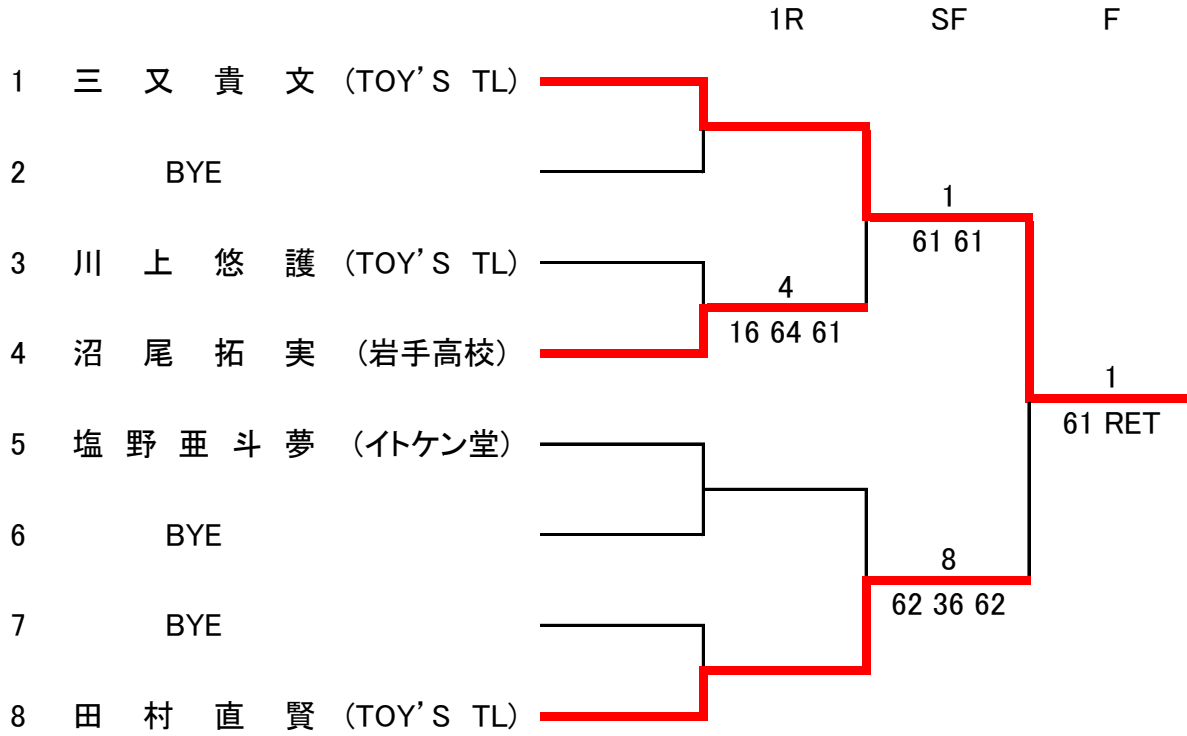 1R SF F
1 三又貴文 (TOY'S TL)
2 BYE
1
61 61
3 川上悠護 (TOY'S TL)
4
16 64 61
4 沼尾拓実 (岩手高校)
1
61 RET
5 塩野亜斗夢 (イトケン堂)
6 BYE
8
62 36 62
7 BYE
8 田村直賢 (TOY'S TL)